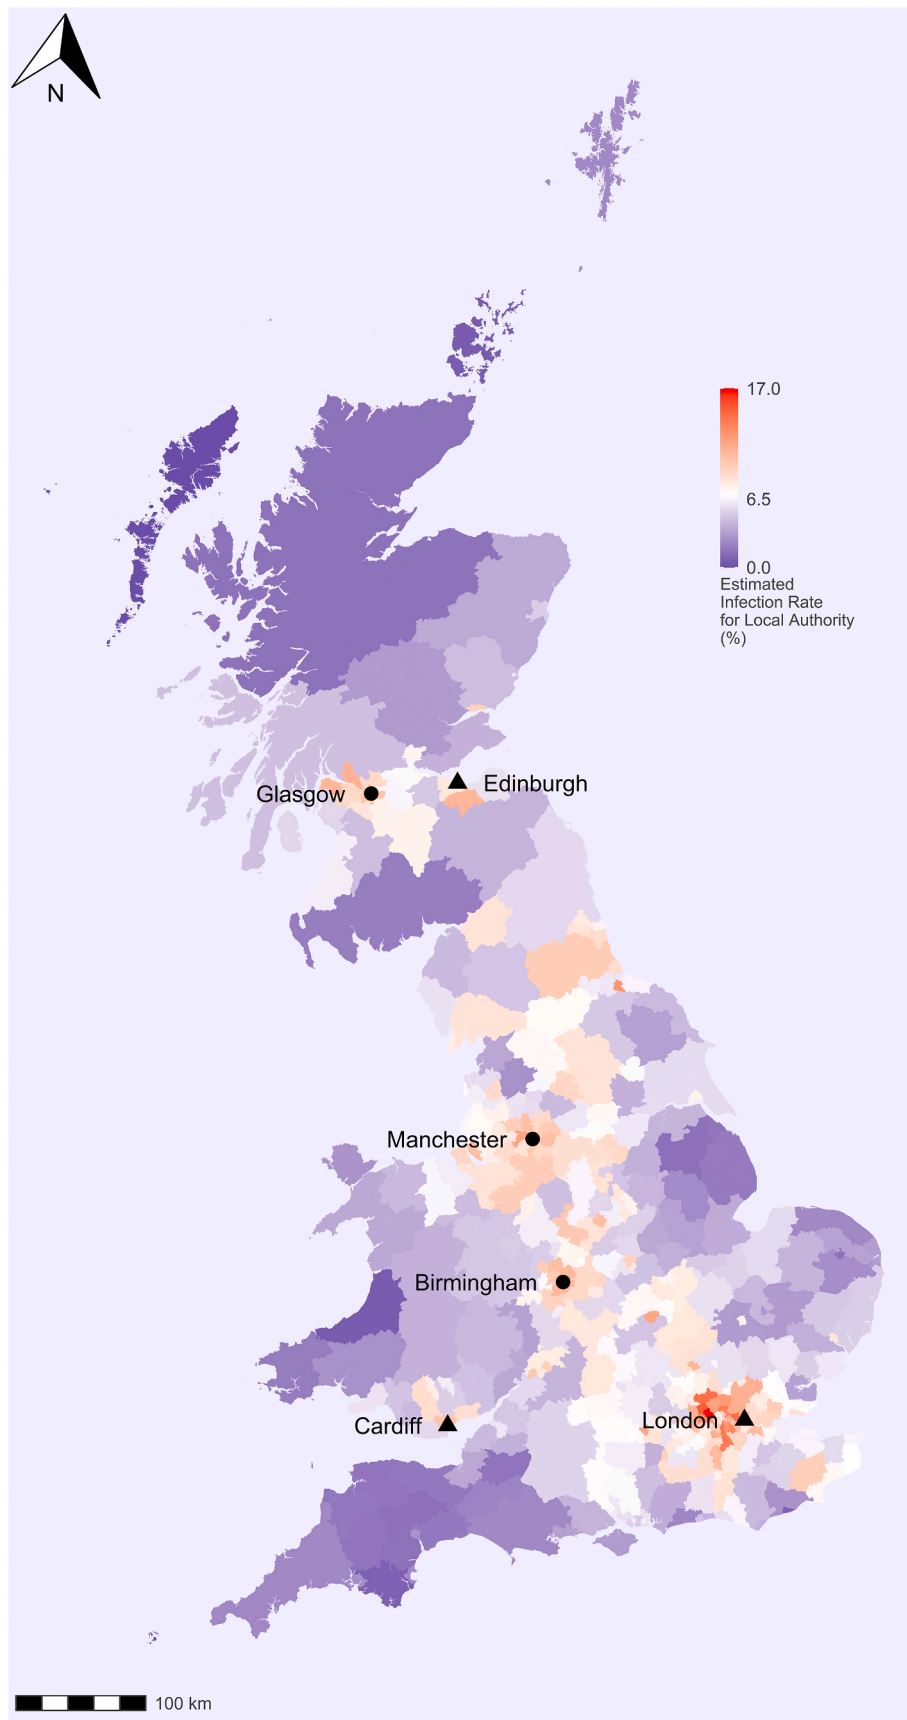 N
17.0
6.5
0.0
Estimated
Infection Rate
for Local Authority
(%)
Edinburgh
Glasgow
Manchester
Birmingham
London
Cardiff
100 km